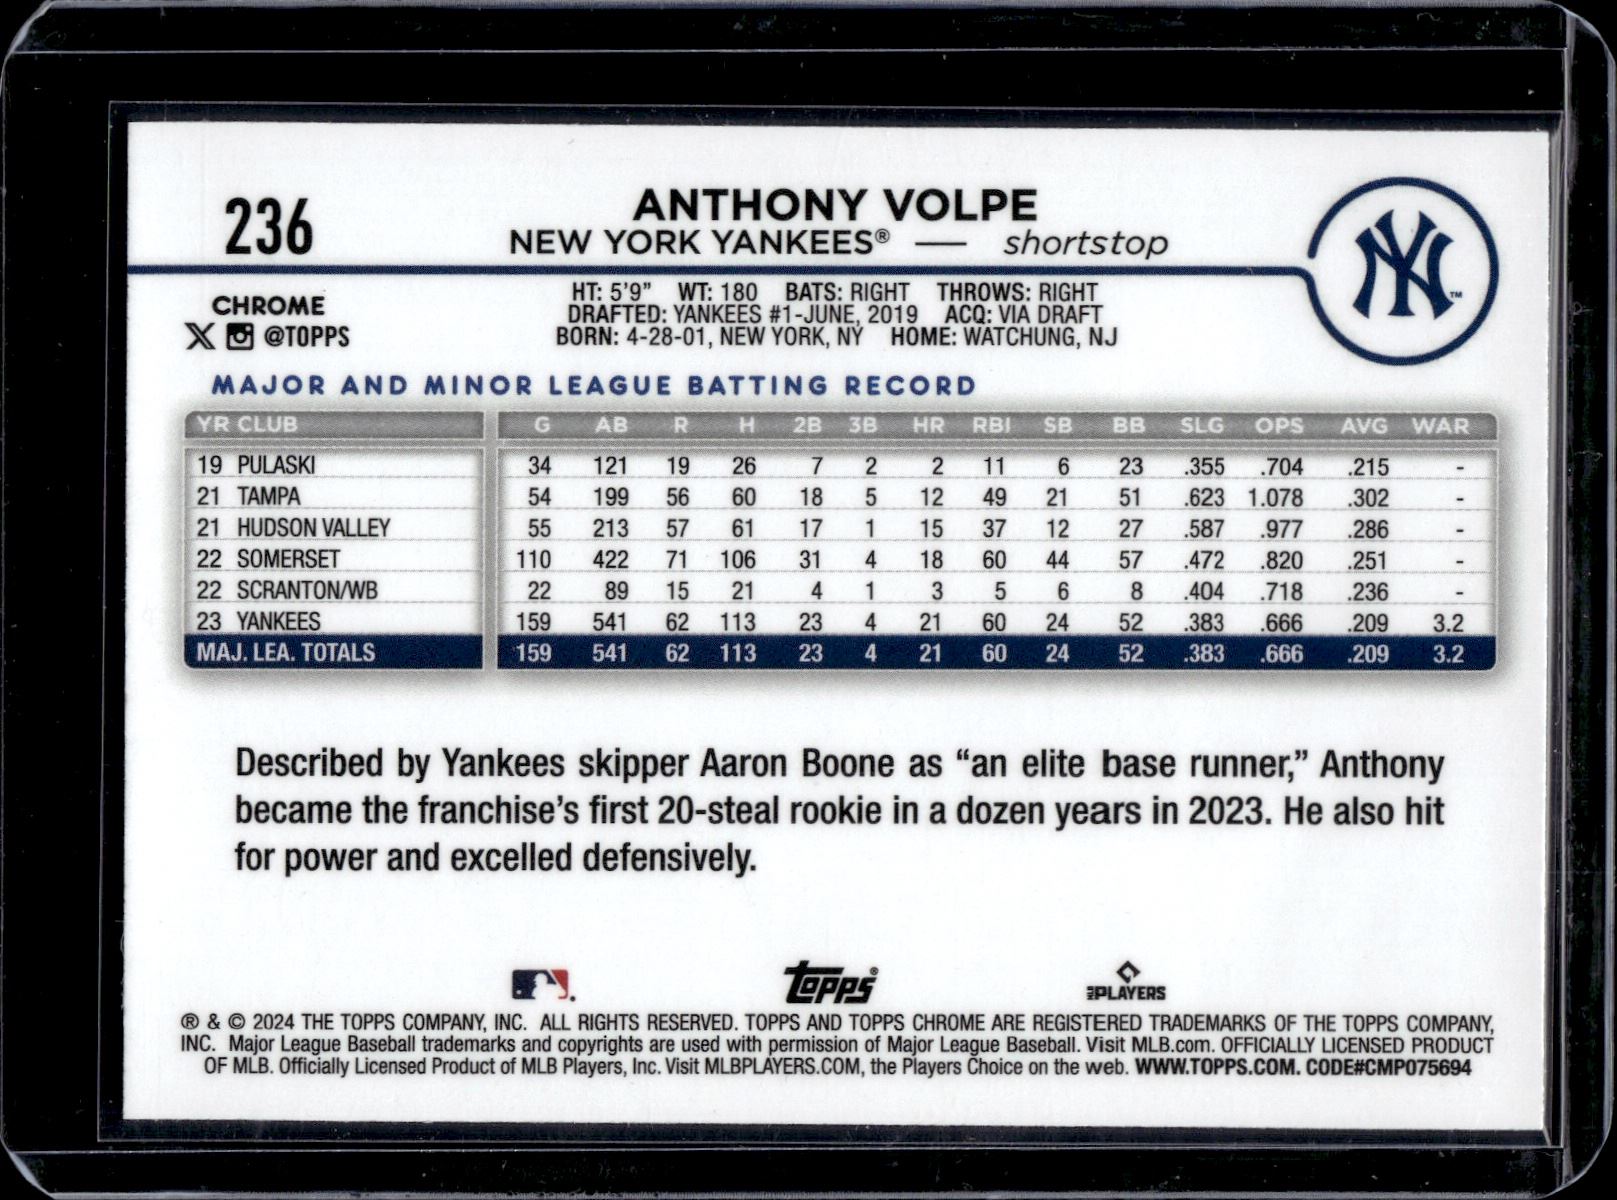 236
ANTHONY VOLPE
NEW YORK YANKEES® — shortstop
NY™
CHROME
X @TOPPS
HT: 5'9" WT: 180 BATS: RIGHT THROWS: RIGHT
DRAFTED: YANKEES #1-JUNE, 2019 ACQ: VIA DRAFT
BORN: 4-28-01, NEW YORK, NY HOME: WATCHUNG, NJ
MAJOR AND MINOR LEAGUE BATTING RECORD
YR CLUB G AB R H 2B 3B HR RBI SB BB SLG OPS AVG WAR
19 PULASKI 34 121 19 26 7 2 2 11 6 23 .355 .704 .215 -
21 TAMPA 54 199 56 60 18 5 12 49 21 51 .623 1.078 .302 -
21 HUDSON VALLEY 55 213 57 61 17 1 15 37 12 27 .587 .977 .286 -
22 SOMERSET 110 422 71 106 31 4 18 60 44 57 .472 .820 .251 -
22 SCRANTON/WB 22 89 15 21 4 1 3 5 6 8 .404 .718 .236 -
23 YANKEES 159 541 62 113 23 4 21 60 24 52 .383 .666 .209 3.2
MAJ. LEA. TOTALS 159 541 62 113 23 4 21 60 24 52 .383 .666 .209 3.2
Described by Yankees skipper Aaron Boone as “an elite base runner,” Anthony
became the franchise’s first 20-steal rookie in a dozen years in 2023. He also hit
for power and excelled defensively.
topps®
MLB PLAYERS
® & © 2024 THE TOPPS COMPANY, INC. ALL RIGHTS RESERVED. TOPPS AND TOPPS CHROME ARE REGISTERED TRADEMARKS OF THE TOPPS COMPANY,
INC. Major League Baseball trademarks and copyrights are used with permission of Major League Baseball. Visit MLB.com. OFFICIALLY LICENSED PRODUCT
OF MLB. Officially Licensed Product of MLB Players, Inc. Visit MLBPLAYERS.COM, the Players Choice on the web. WWW.TOPPS.COM. CODE#CMP075694